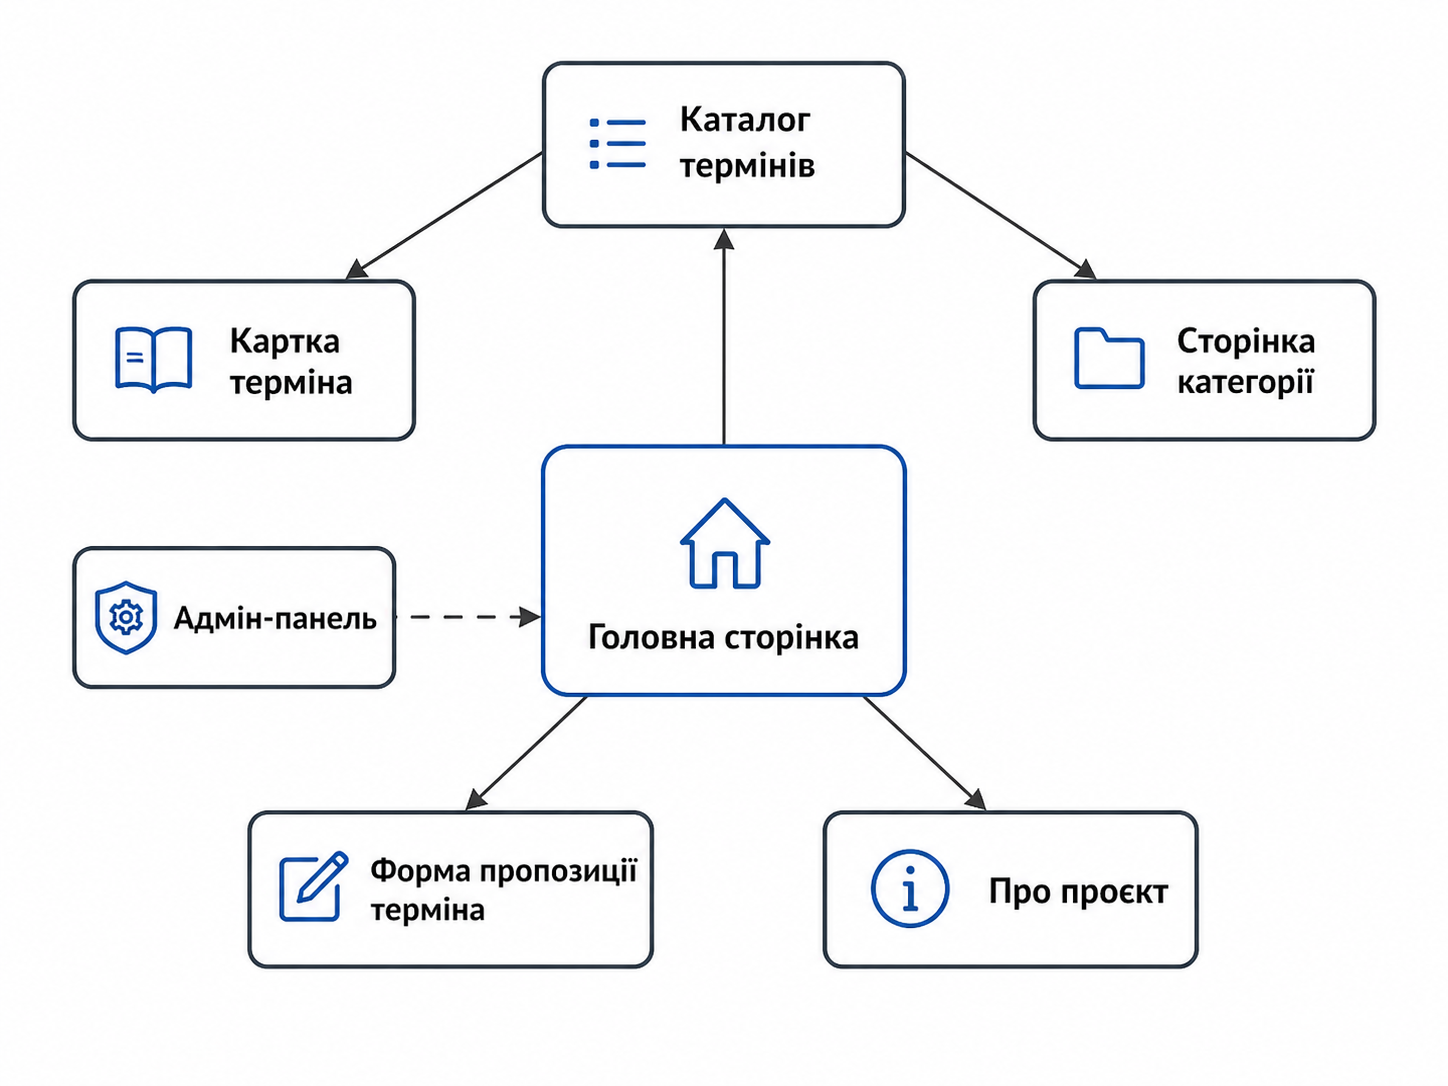 Каталог
термінів
Картка
терміна
Сторінка
категорії
Адмін-панель
Головна сторінка
Форма пропозиції
терміна
Про проєкт